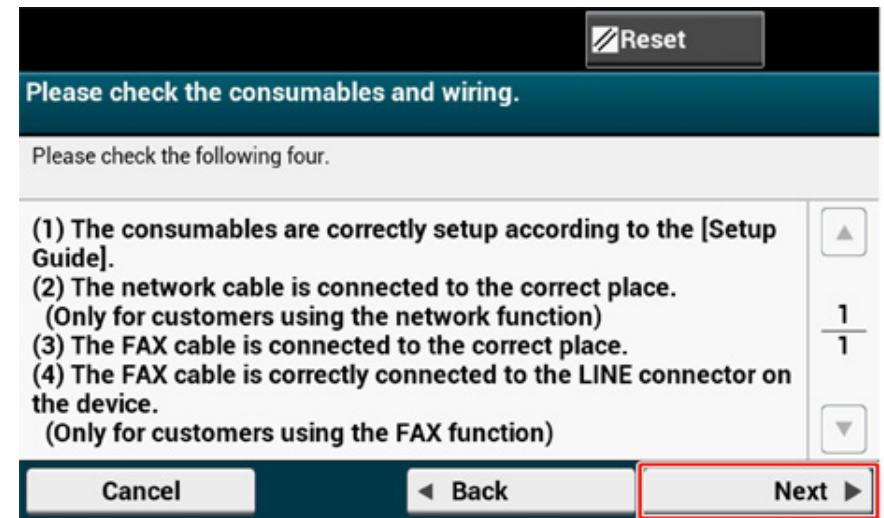 Reset
Please check the consumables and wiring.
Please check the following four.
(1) The consumables are correctly setup according to the [Setup
Guide].
(2) The network cable is connected to the correct place.
(Only for customers using the network function)
(3) The FAX cable is connected to the correct place.
(4) The FAX cable is correctly connected to the LINE connector on
the device.
(Only for customers using the FAX function)
1
1
Cancel
Back
Next